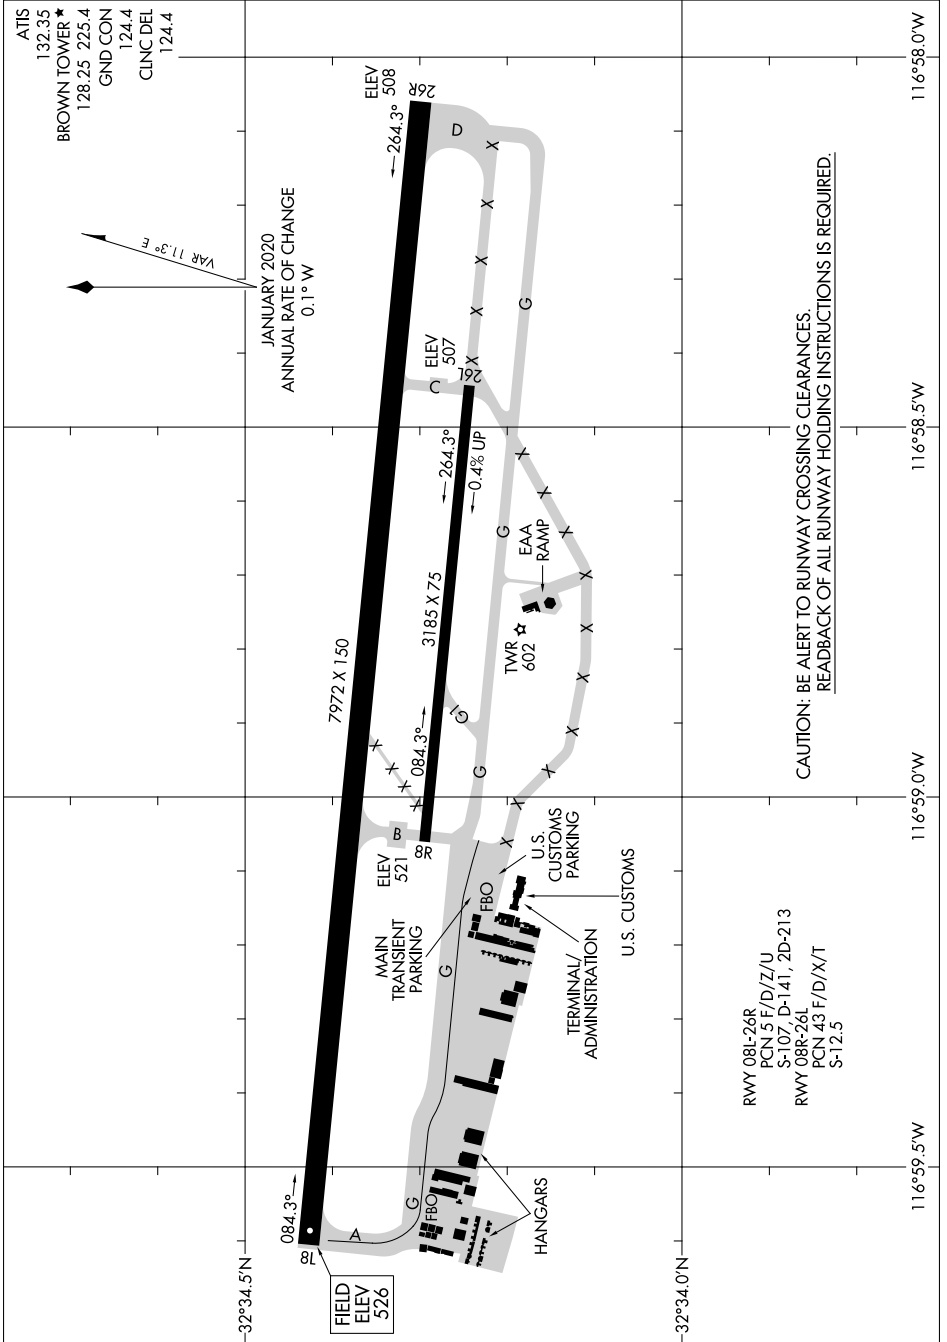 ATIS
132.35
BROWN TOWER ★
128.25 225.4
GND CON
124.4
CLNC DEL
124.4
VAR 11.3° E
JANUARY 2020
ANNUAL RATE OF CHANGE
0.1° W
ELEV
508
26R
264.3°
D
X
X
X
X
X
G
ELEV
507
26L
C
264.3°
0.4% UP
7972 X 150
3185 X 75
G
X
X
X
X
X
X
X
X
X
X
EAA
RAMP
TWR
602
G1
084.3°
G
X
X
X
X
B
8R
ELEV
521
U.S.
CUSTOMS
PARKING
FBO
MAIN
TRANSIENT
PARKING
G
TERMINAL/
ADMINISTRATION
U.S. CUSTOMS
084.3°
8L
A
G
FBO
HANGARS
FIELD
ELEV
526
CAUTION: BE ALERT TO RUNWAY CROSSING CLEARANCES.
READBACK OF ALL RUNWAY HOLDING INSTRUCTIONS IS REQUIRED.
RWY 08L-26R
PCN 5 F/D/Z/U
S-107, D-141, 2D-213
RWY 08R-26L
PCN 43 F/D/X/T
S-12.5
32°34.5'N
32°34.0'N
116°59.5'W
116°59.0'W
116°58.5'W
116°58.0'W